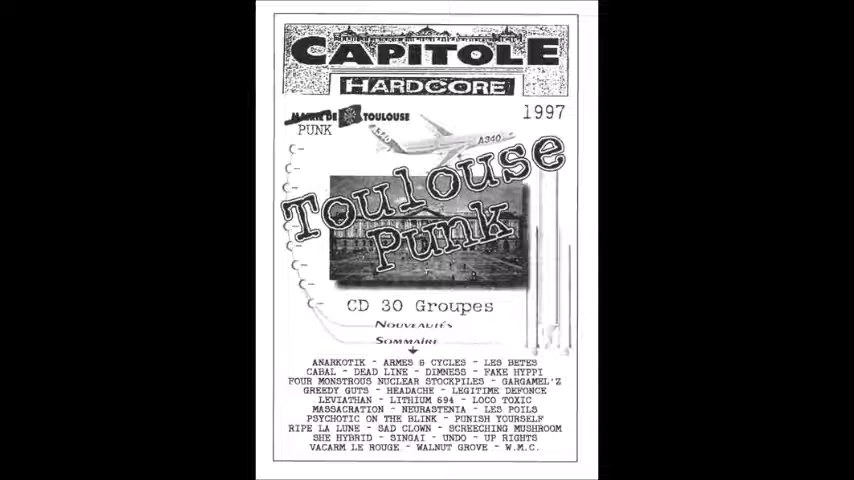 CAPITOLE
HARDCORE
1997
MAIRIE DE TOULOUSE
PUNK
A340
Toulouse
Punk
CD 30 Groupes
NOUVEAUTÉS
SOMMAIRE
ANARKOTIK - ARMES & CYCLES - LES BETES
CABAL - DEAD LINE - DIMNESS - FAKE HYPPI
FOUR MONSTROUS NUCLEAR STOCKPILES - GARGAMEL'Z
GREEDY GUTS - HEADACHE - LEGITIME DEFONCE
LEVIATHAN - LITHIUM 694 - LOCO TOXIC
MASSACRATION - NEURASTENIA - LES POILS
PSYCHOTIC ON THE BLINK - PUNISH YOURSELF
RIPE LA LUNE - SAD CLOWN - SCREECHING MUSHROOM
SHE HYBRID - SINGAI - UNDO - UP RIGHTS
VACARM LE ROUGE - WALNUT GROVE - W.M.C.